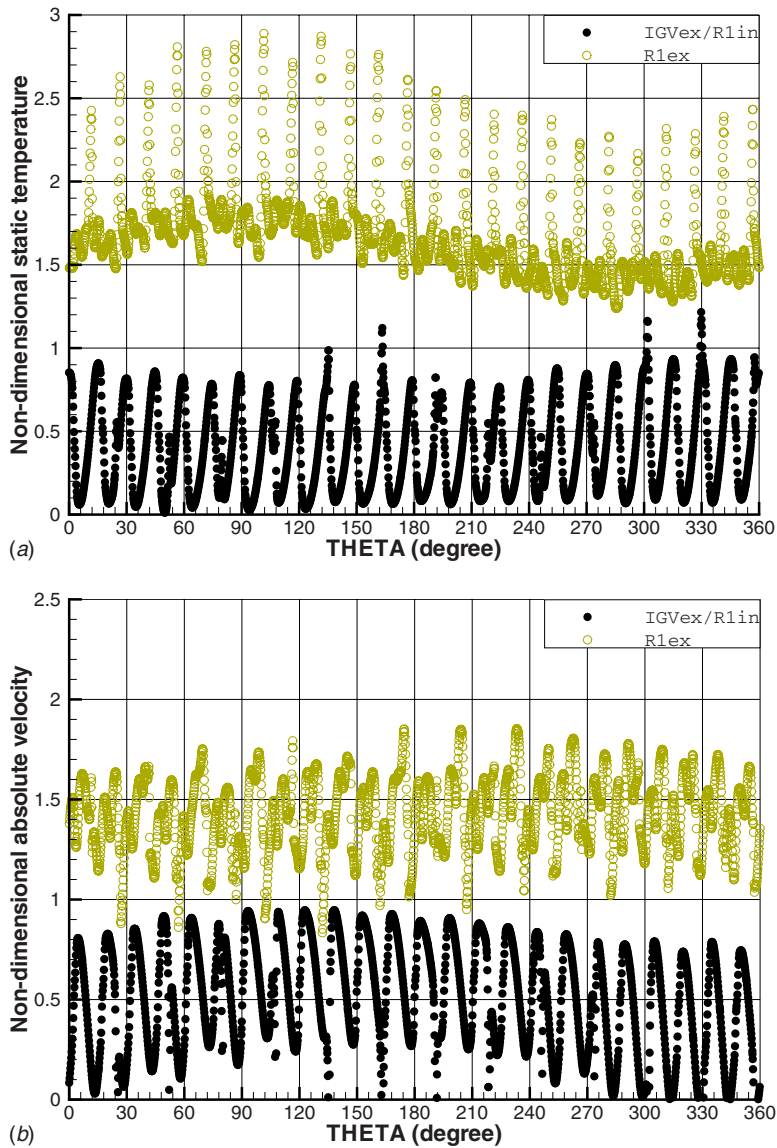 3
2.5
2
1.5
1
0.5
0
Non-dimensional static temperature
IGVex/R1in
R1ex
0 30 60 90 120 150 180 210 240 270 300 330 360
THETA (degree)
(a)
2.5
2
1.5
1
0.5
0
Non-dimensional absolute velocity
IGVex/R1in
R1ex
0 30 60 90 120 150 180 210 240 270 300 330 360
THETA (degree)
(b)